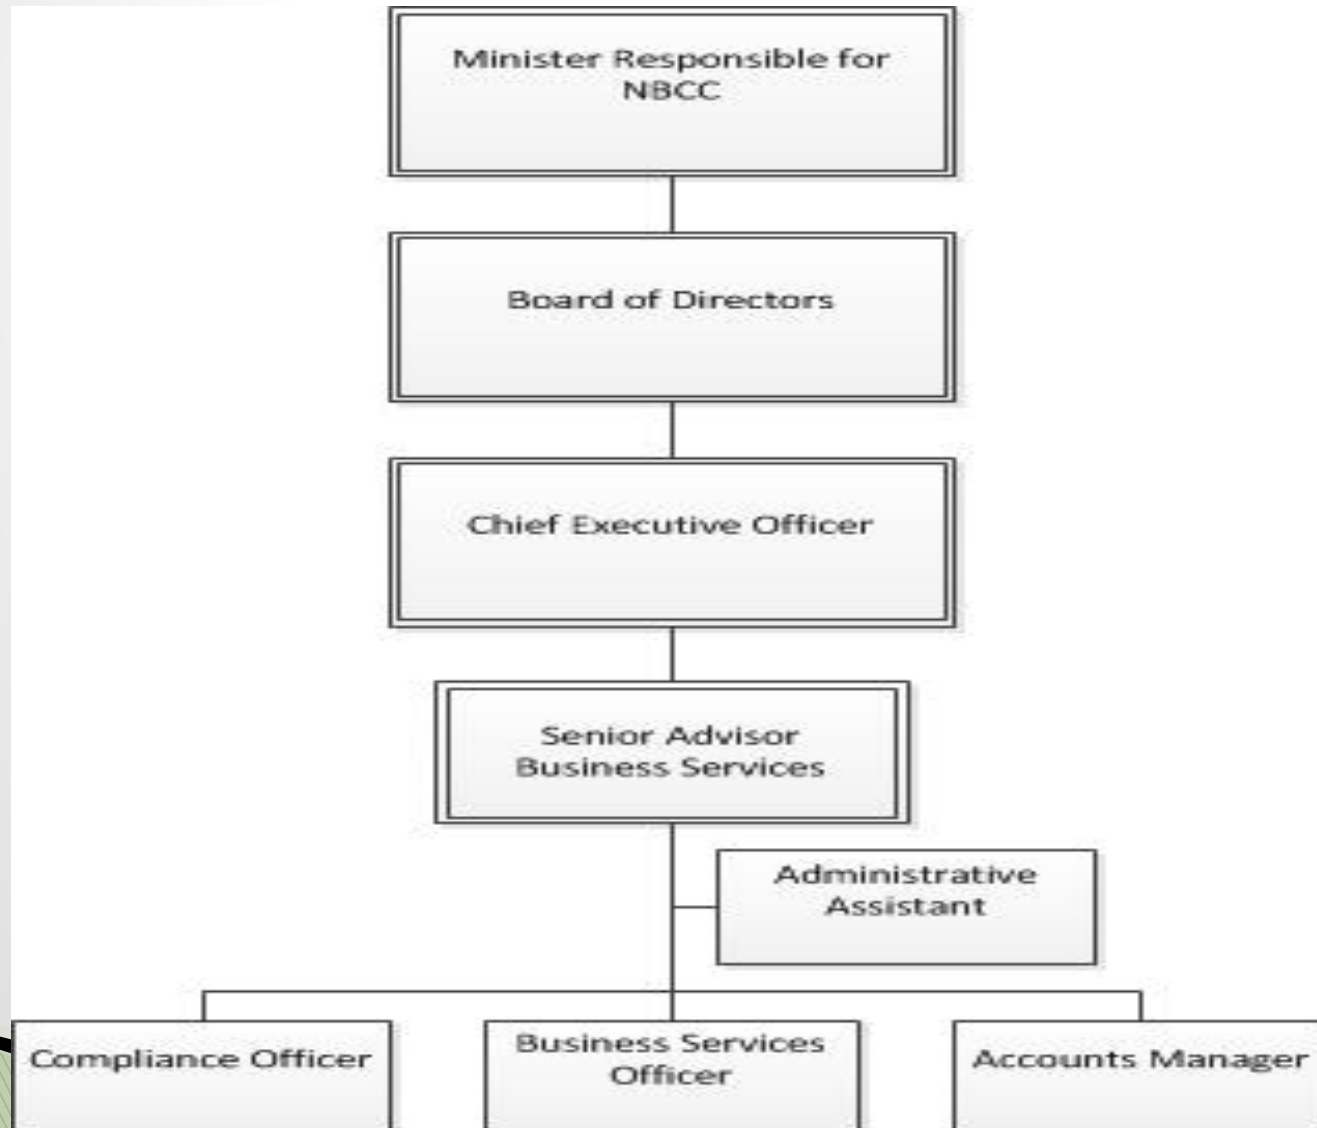 Minister Responsible for
NBCC
Board of Directors
Chief Executive Officer
Senior Advisor
Business Services
Administrative
Assistant
Compliance Officer
Business Services
Officer
Accounts Manager